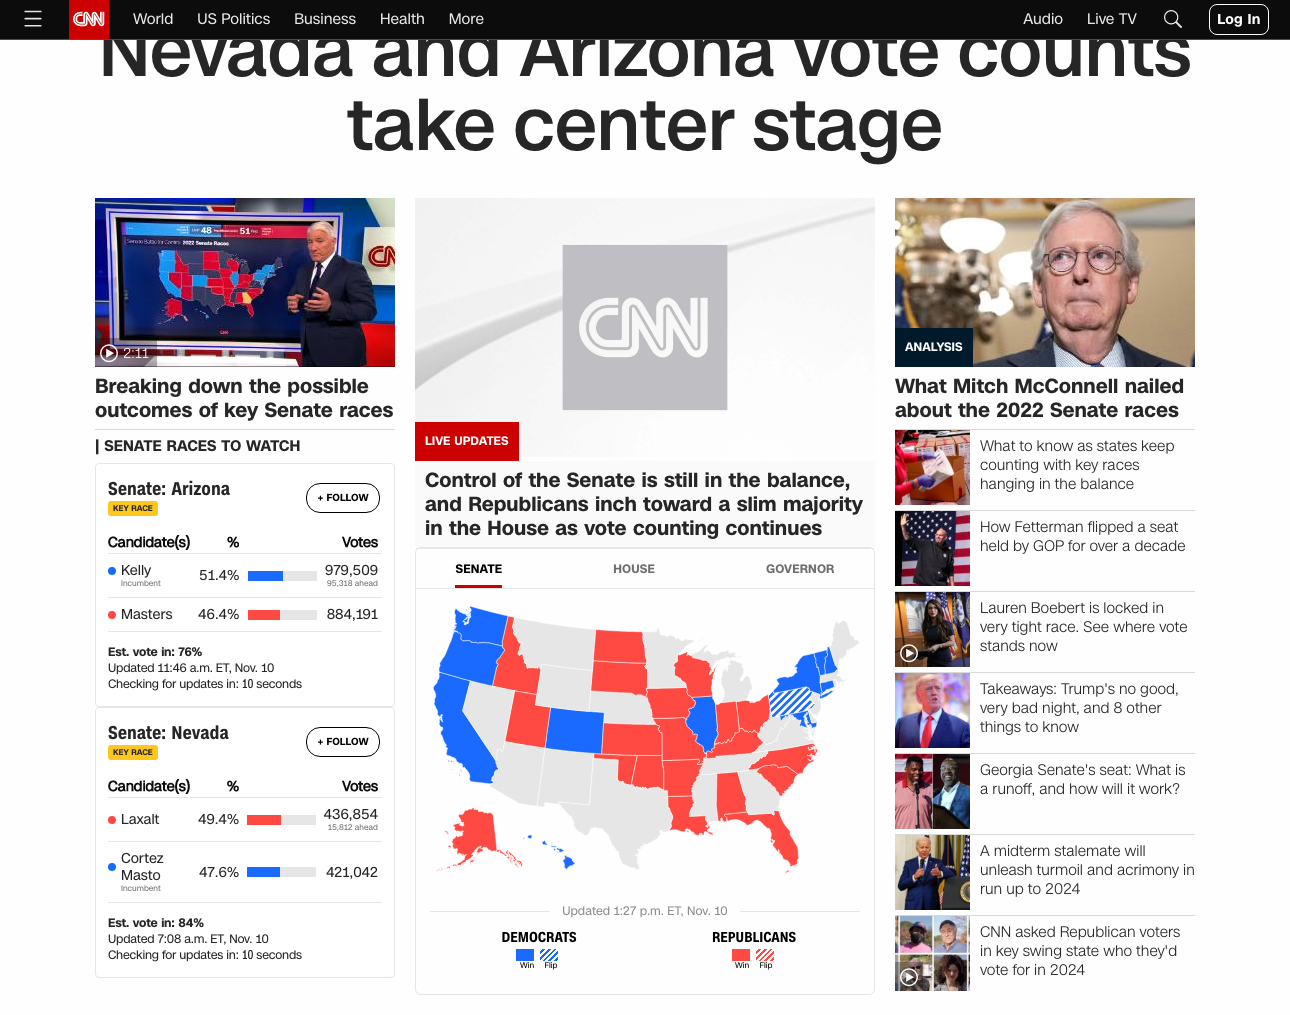 CNN
World
US Politics
Business
Health
More
Audio
Live TV
Log In
Nevada and Arizona vote counts
take center stage
48
51
2022 Senate Races
2:11
Breaking down the possible
outcomes of key Senate races
| SENATE RACES TO WATCH
Senate: Arizona
KEY RACE
+ FOLLOW
Candidate(s) % Votes
Kelly 51.4% 979,509
Incumbent 95,318 ahead
Masters 46.4% 884,191
Est. vote in: 76%
Updated 11:46 a.m. ET, Nov. 10
Checking for updates in: 10 seconds
Senate: Nevada
KEY RACE
+ FOLLOW
Candidate(s) % Votes
Laxalt 49.4% 436,854
15,812 ahead
Cortez
Masto 47.6% 421,042
Incumbent
Est. vote in: 84%
Updated 7:08 a.m. ET, Nov. 10
Checking for updates in: 10 seconds
CNN
LIVE UPDATES
Control of the Senate is still in the balance,
and Republicans inch toward a slim majority
in the House as vote counting continues
SENATE
HOUSE
GOVERNOR
Updated 1:27 p.m. ET, Nov. 10
DEMOCRATS
Win Flip
REPUBLICANS
Win Flip
ANALYSIS
What Mitch McConnell nailed
about the 2022 Senate races
What to know as states keep
counting with key races
hanging in the balance
How Fetterman flipped a seat
held by GOP for over a decade
Lauren Boebert is locked in
very tight race. See where vote
stands now
Takeaways: Trump's no good,
very bad night, and 8 other
things to know
Georgia Senate's seat: What is
a runoff, and how will it work?
A midterm stalemate will
unleash turmoil and acrimony in
run up to 2024
CNN asked Republican voters
in key swing state who they'd
vote for in 2024